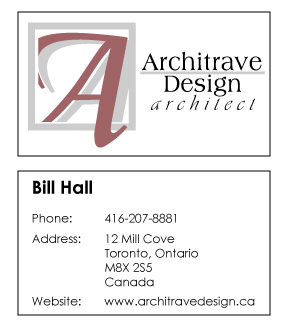 A
Architrave
Design
architect
Bill Hall
Phone: 416-207-8881
Address: 12 Mill Cove
Toronto, Ontario
M8X 2S5
Canada
Website: www.architravedesign.ca